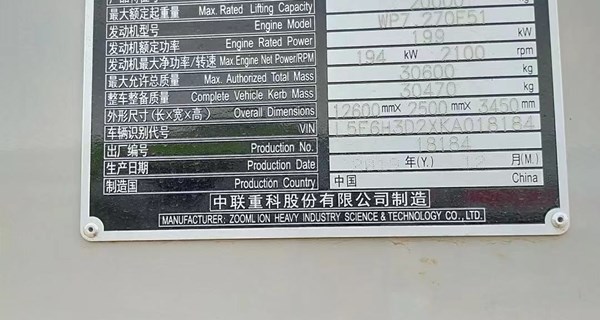 最大额定起重量 Max. Rated Lifting Capacity kg
发动机型号 Engine Model WP7.270E51
发动机额定功率 Engine Rated Power 199 kW
发动机最大净功率/转速 Max.Engine Net Power/RPM 194 kW 2100 rpm
最大允许总质量 Max. Authorized Total Mass 30600 kg
整车整备质量 Complete Vehicle Kerb Mass 30470 kg
外形尺寸(长×宽×高) Overall Dimensions 12600 mm× 2500 mm× 3450 mm
车辆识别代号 VIN L5E6H3D2XKA018184
出厂编号 Production No. 18184
生产日期 Production Date 年(Y.) 12 月(M.)
制造国 Production Country 中国 China
中联重科股份有限公司制造
MANUFACTURER: ZOOMLION HEAVY INDUSTRY SCIENCE & TECHNOLOGY CO., LTD.